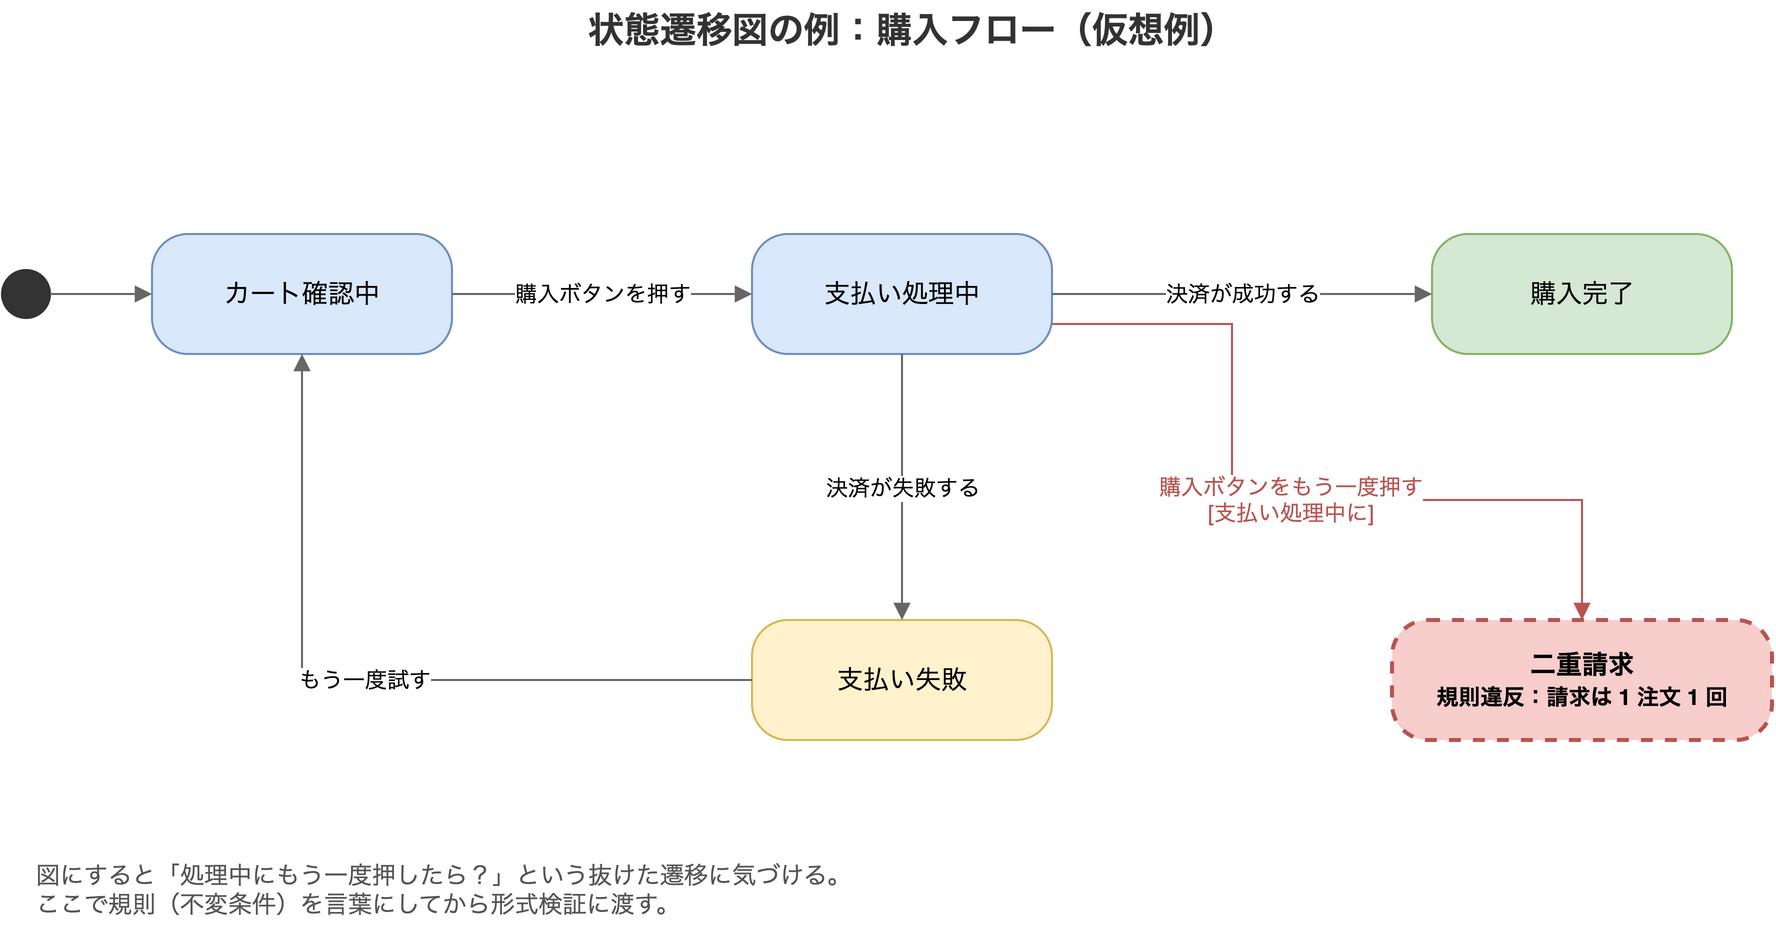 状態遷移図の例：購入フロー（仮想例）
カート確認中
購入ボタンを押す
支払い処理中
決済が成功する
購入完了
決済が失敗する
購入ボタンをもう一度押す
[支払い処理中に]
もう一度試す
支払い失敗
二重請求
規則違反：請求は 1 注文 1 回
図にすると「処理中にもう一度押したら？」という抜けた遷移に気づける。
ここで規則（不変条件）を言葉にしてから形式検証に渡す。